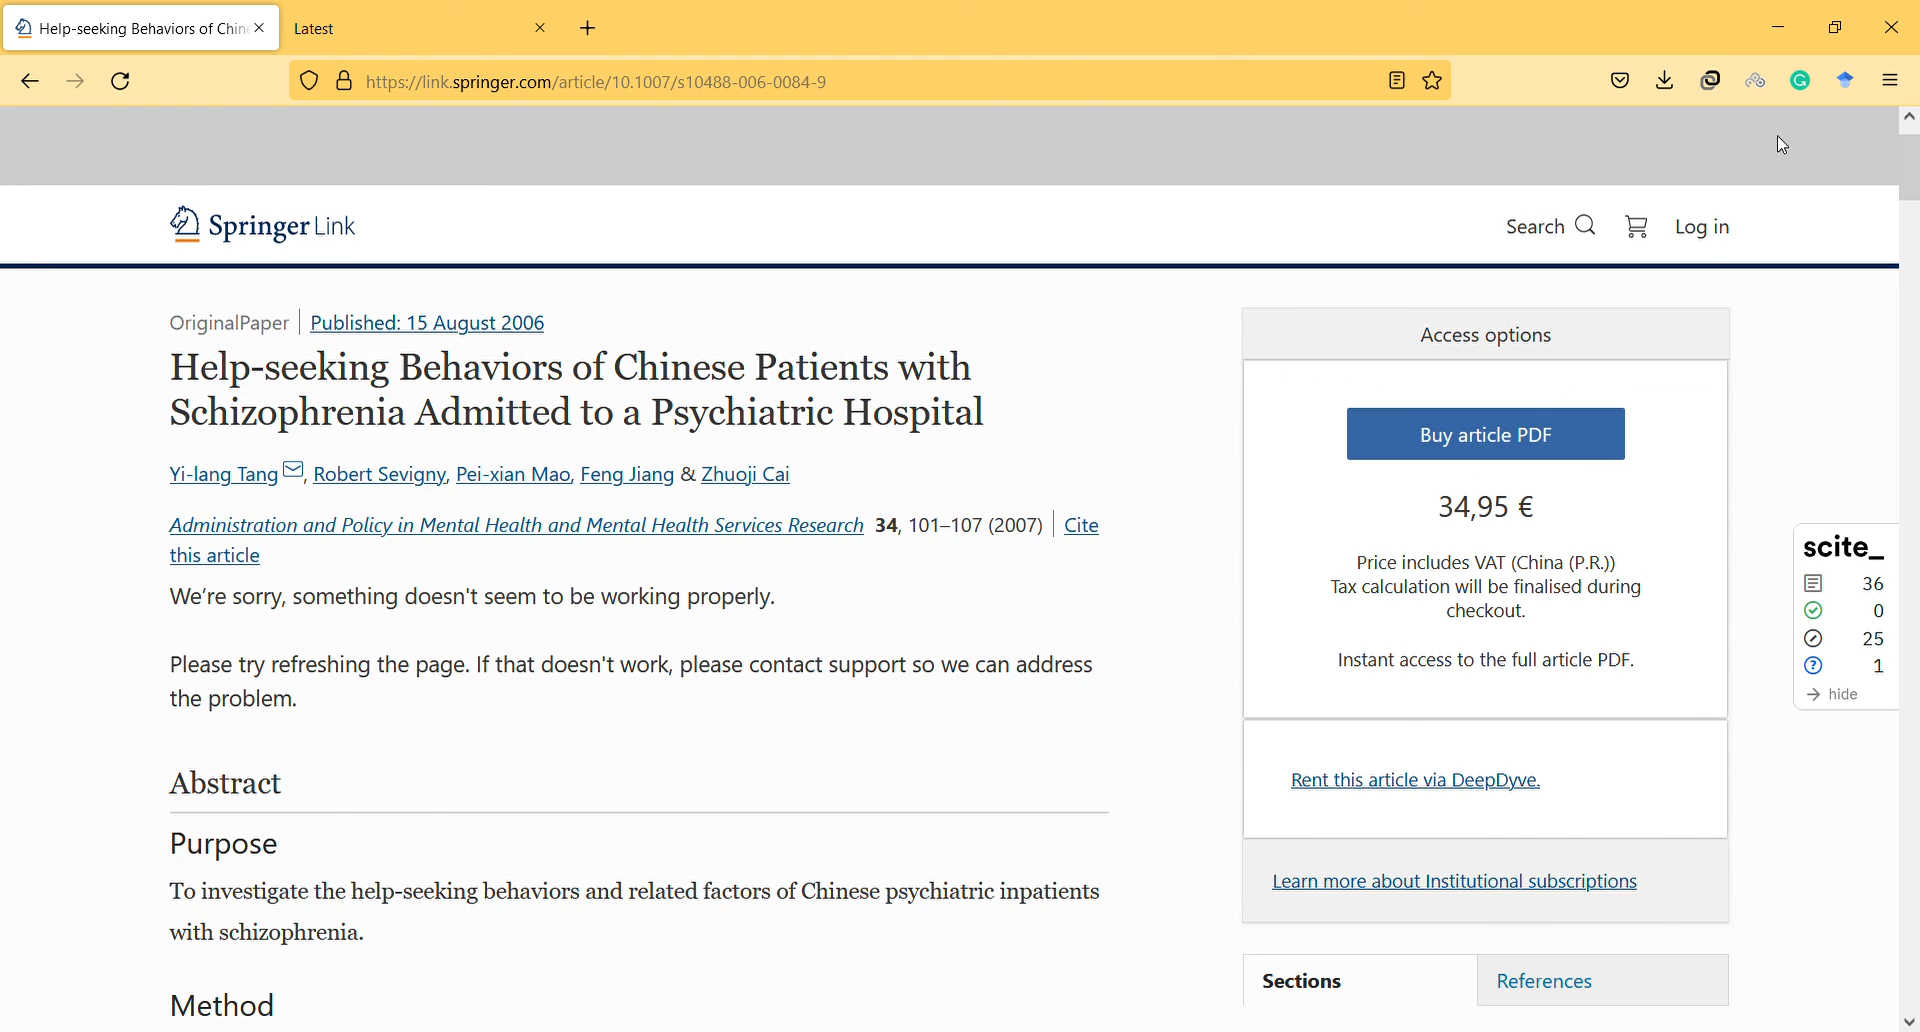 Help-seeking Behaviors of Chine
Latest
https://link.springer.com/article/10.1007/s10488-006-0084-9
Springer Link
Search
Log in
OriginalPaper
Published: 15 August 2006
Help-seeking Behaviors of Chinese Patients with
Schizophrenia Admitted to a Psychiatric Hospital
Yi-lang Tang, Robert Sevigny, Pei-xian Mao, Feng Jiang & Zhuoji Cai
Administration and Policy in Mental Health and Mental Health Services Research 34, 101–107 (2007) Cite
this article
We're sorry, something doesn't seem to be working properly.
Please try refreshing the page. If that doesn't work, please contact support so we can address
the problem.
Abstract
Purpose
To investigate the help-seeking behaviors and related factors of Chinese psychiatric inpatients
with schizophrenia.
Method
Access options
Buy article PDF
34,95 €
Price includes VAT (China (P.R.))
Tax calculation will be finalised during
checkout.
Instant access to the full article PDF.
Rent this article via DeepDyve.
Learn more about Institutional subscriptions
Sections
References
scite_
36
0
25
1
hide